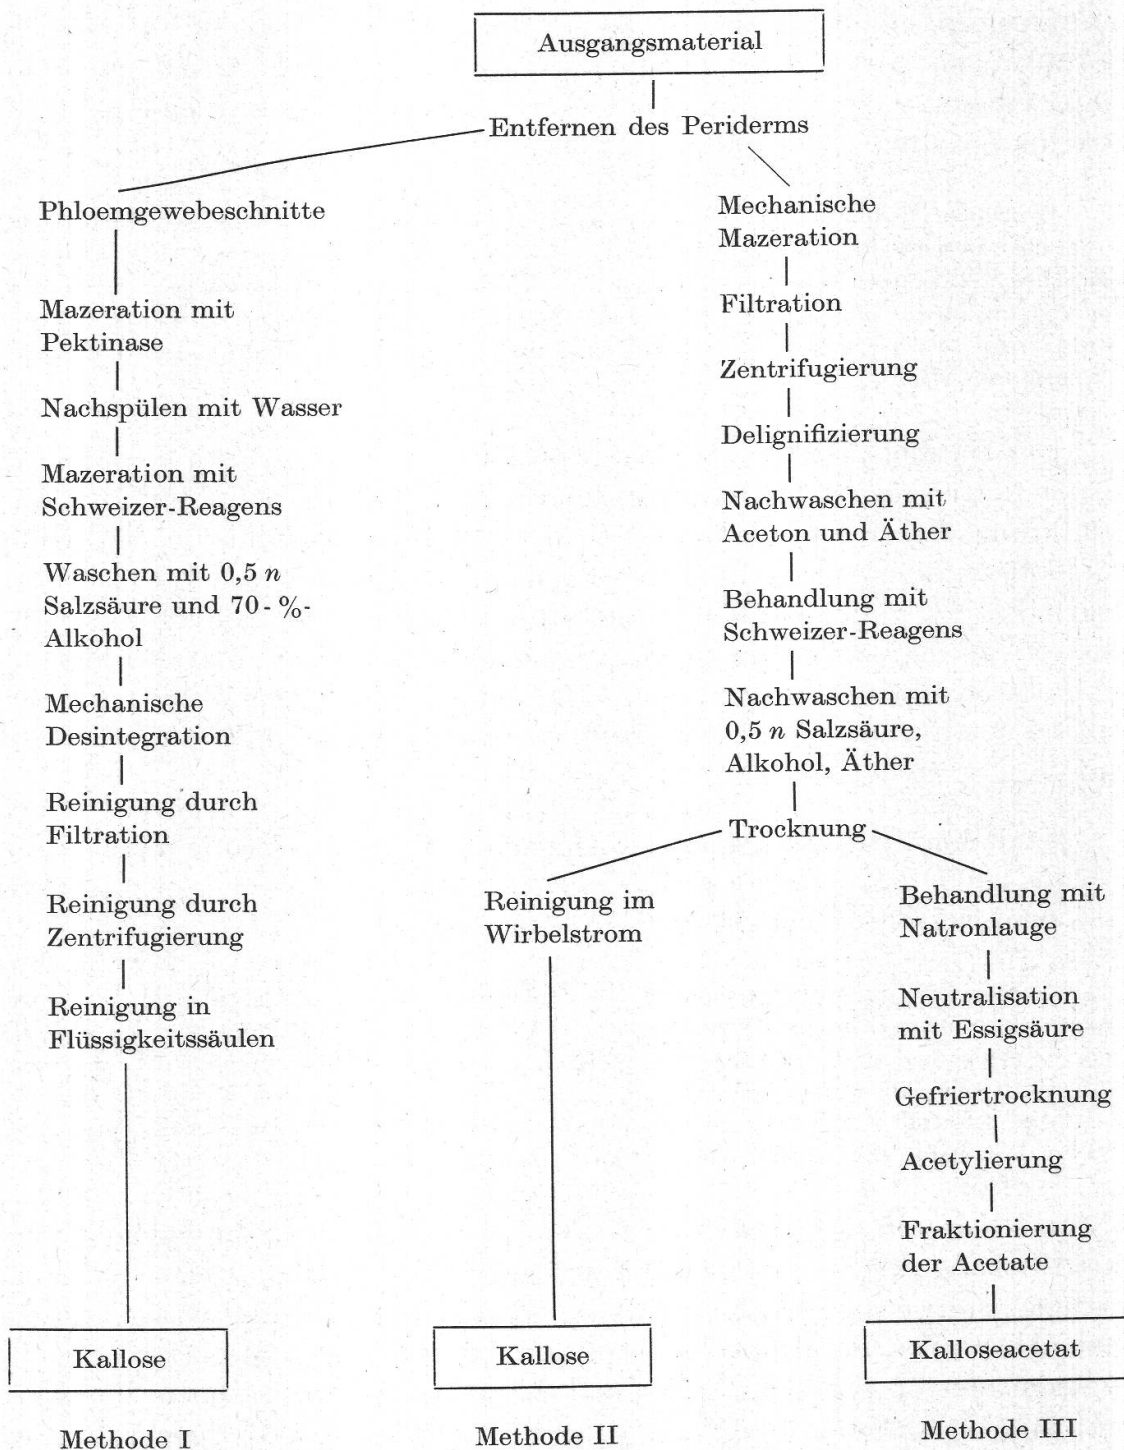 Ausgangsmaterial
Entfernen des Periderms
Phloemgewebeschnitte
Mazeration mit
Pektinase
Nachspülen mit Wasser
Mazeration mit
Schweizer-Reagens
Waschen mit 0,5 n
Salzsäure und 70-%-
Alkohol
Mechanische
Desintegration
Reinigung durch
Filtration
Reinigung durch
Zentrifugierung
Reinigung in
Flüssigkeitssäulen
Kallose
Methode I
Mechanische
Mazeration
Filtration
Zentrifugierung
Delignifizierung
Nachwaschen mit
Aceton und Äther
Behandlung mit
Schweizer-Reagens
Nachwaschen mit
0,5 n Salzsäure,
Alkohol, Äther
Trocknung
Reinigung im
Wirbelstrom
Kallose
Methode II
Behandlung mit
Natronlauge
Neutralisation
mit Essigsäure
Gefriertrocknung
Acetylierung
Fraktionierung
der Acetate
Kalloseacetat
Methode III